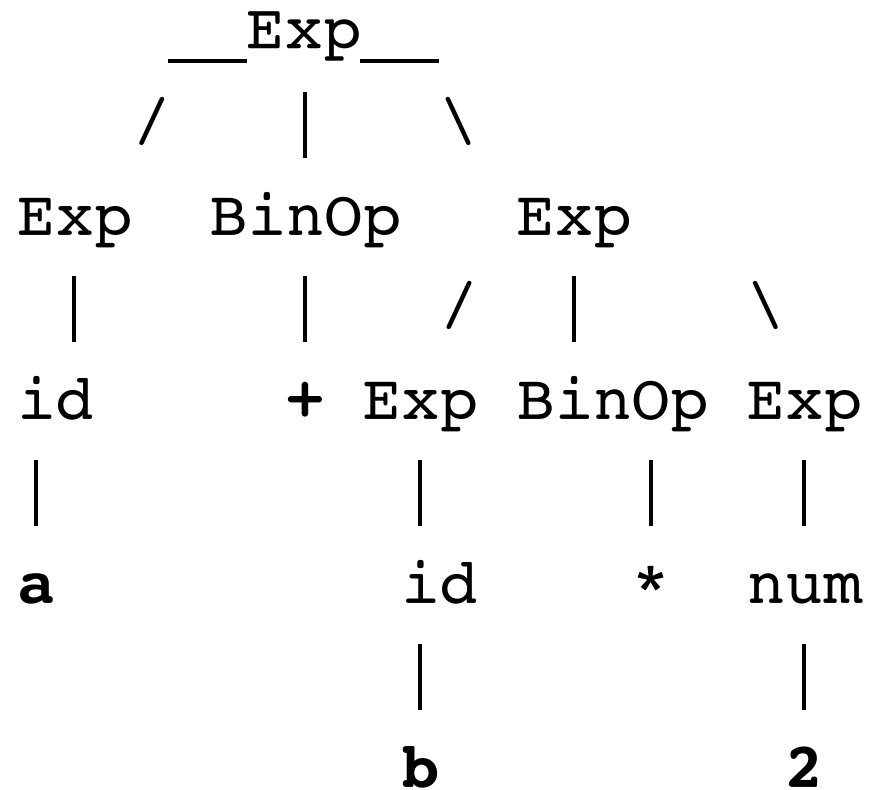 __Exp__
/ | \
Exp BinOp Exp
| | / | \
id + Exp BinOp Exp
| | | |
a id * num
| |
b 2